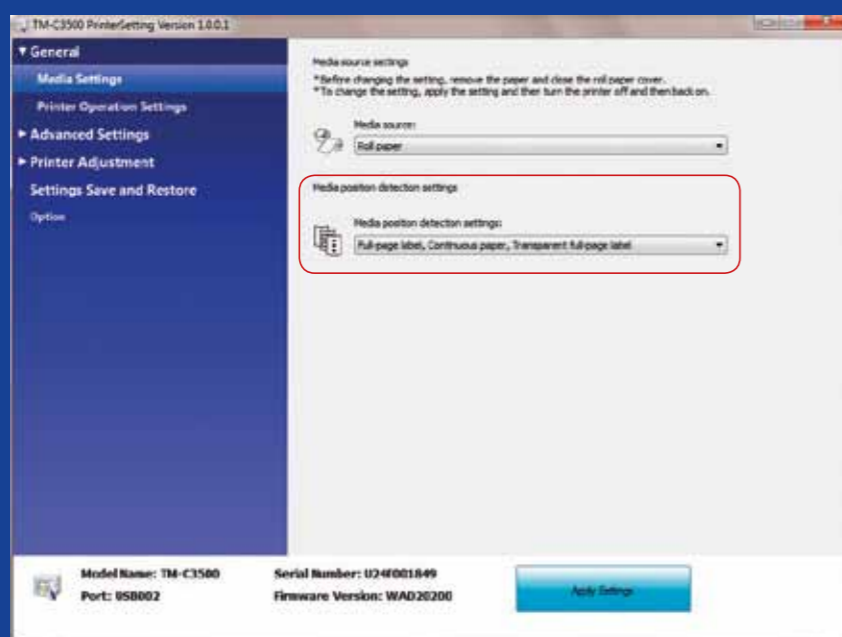 TM-C3500 PrinterSetting Version 1.0.0.1
▼ General
Media Settings
Printer Operation Settings
► Advanced Settings
► Printer Adjustment
Settings Save and Restore
Option
Media source settings
*Before changing the setting, remove the paper and close the roll paper cover.
*To change the setting, apply the setting and then turn the printer off and then back on.
Media source:
Roll paper
Media position detection settings
Media position detection settings:
Full-page label, Continuous paper, Transparent full-page label
Model Name: TM-C3500
Port: USB002
Serial Number: U24F001849
Firmware Version: WAD20200
Apply Settings